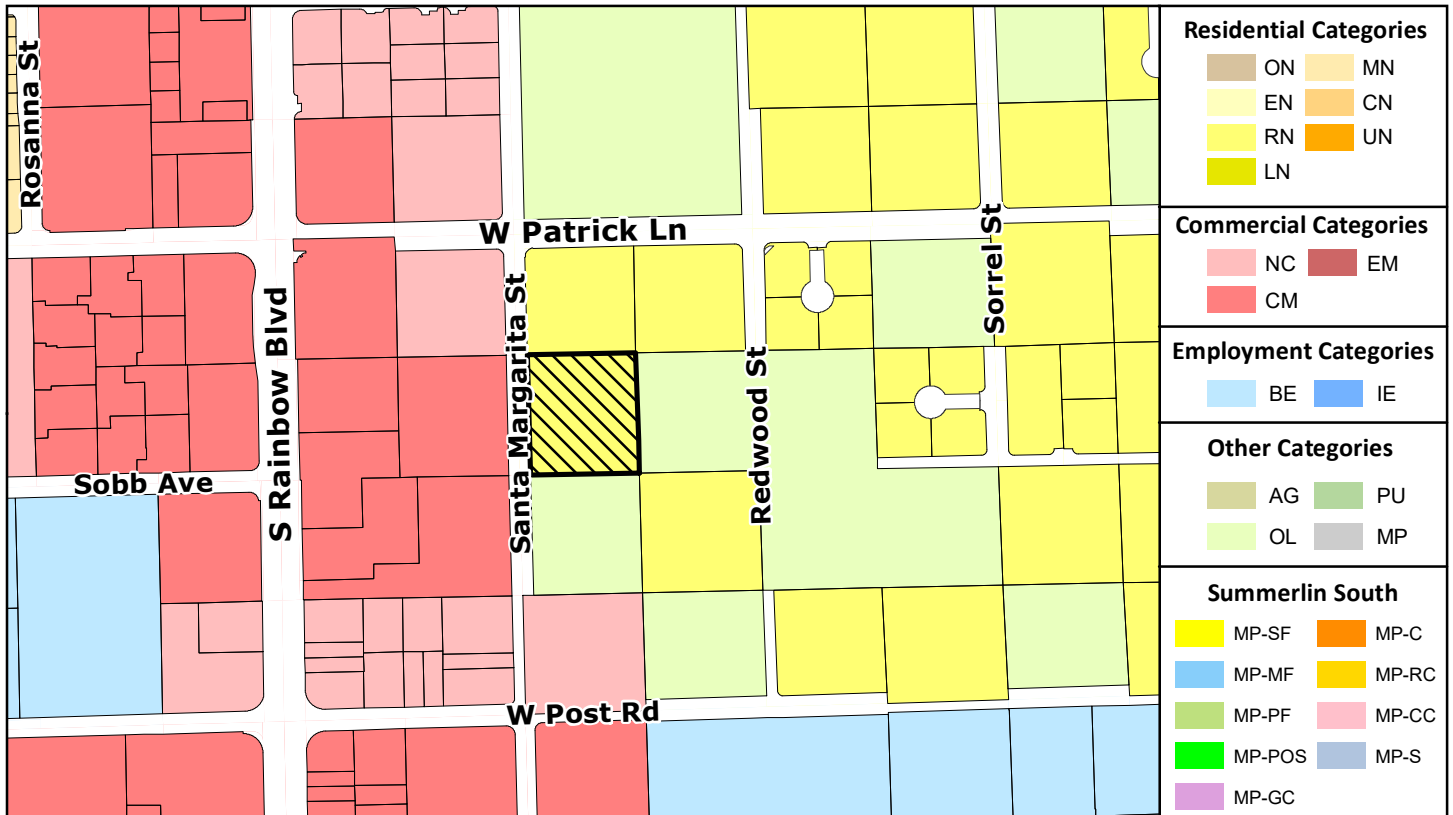 Rosanna St
W Patrick Ln
S Rainbow Blvd
Santa Margarita St
Redwood St
Sorrel St
Sobb Ave
W Post Rd
Residential Categories
ON MN
EN CN
RN UN
LN
Commercial Categories
NC EM
CM
Employment Categories
BE IE
Other Categories
AG PU
OL MP
Summerlin South
MP-SF MP-C
MP-MF MP-RC
MP-PF MP-CC
MP-POS MP-S
MP-GC